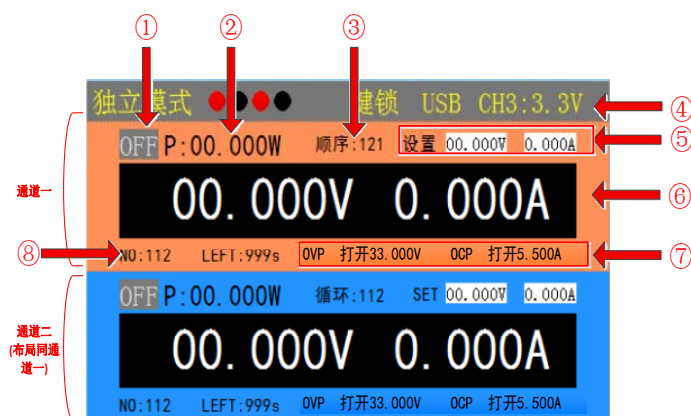 ① ② ③
独立模式 键锁 USB CH3:3.3V ④
OFF P:00.000W 顺序:121 设置 00.000V 0.000A ⑤
通道一
00.000V 0.000A ⑥
⑧ NO:112 LEFT:999s OVP 打开33.000V OCP 打开5.500A ⑦
OFF P:00.000W 循环:112 SET 00.000V 0.000A
通道二
(布局同通
道一)
00.000V 0.000A
NO:112 LEFT:999s OVP 打开33.000V OCP 打开5.500A